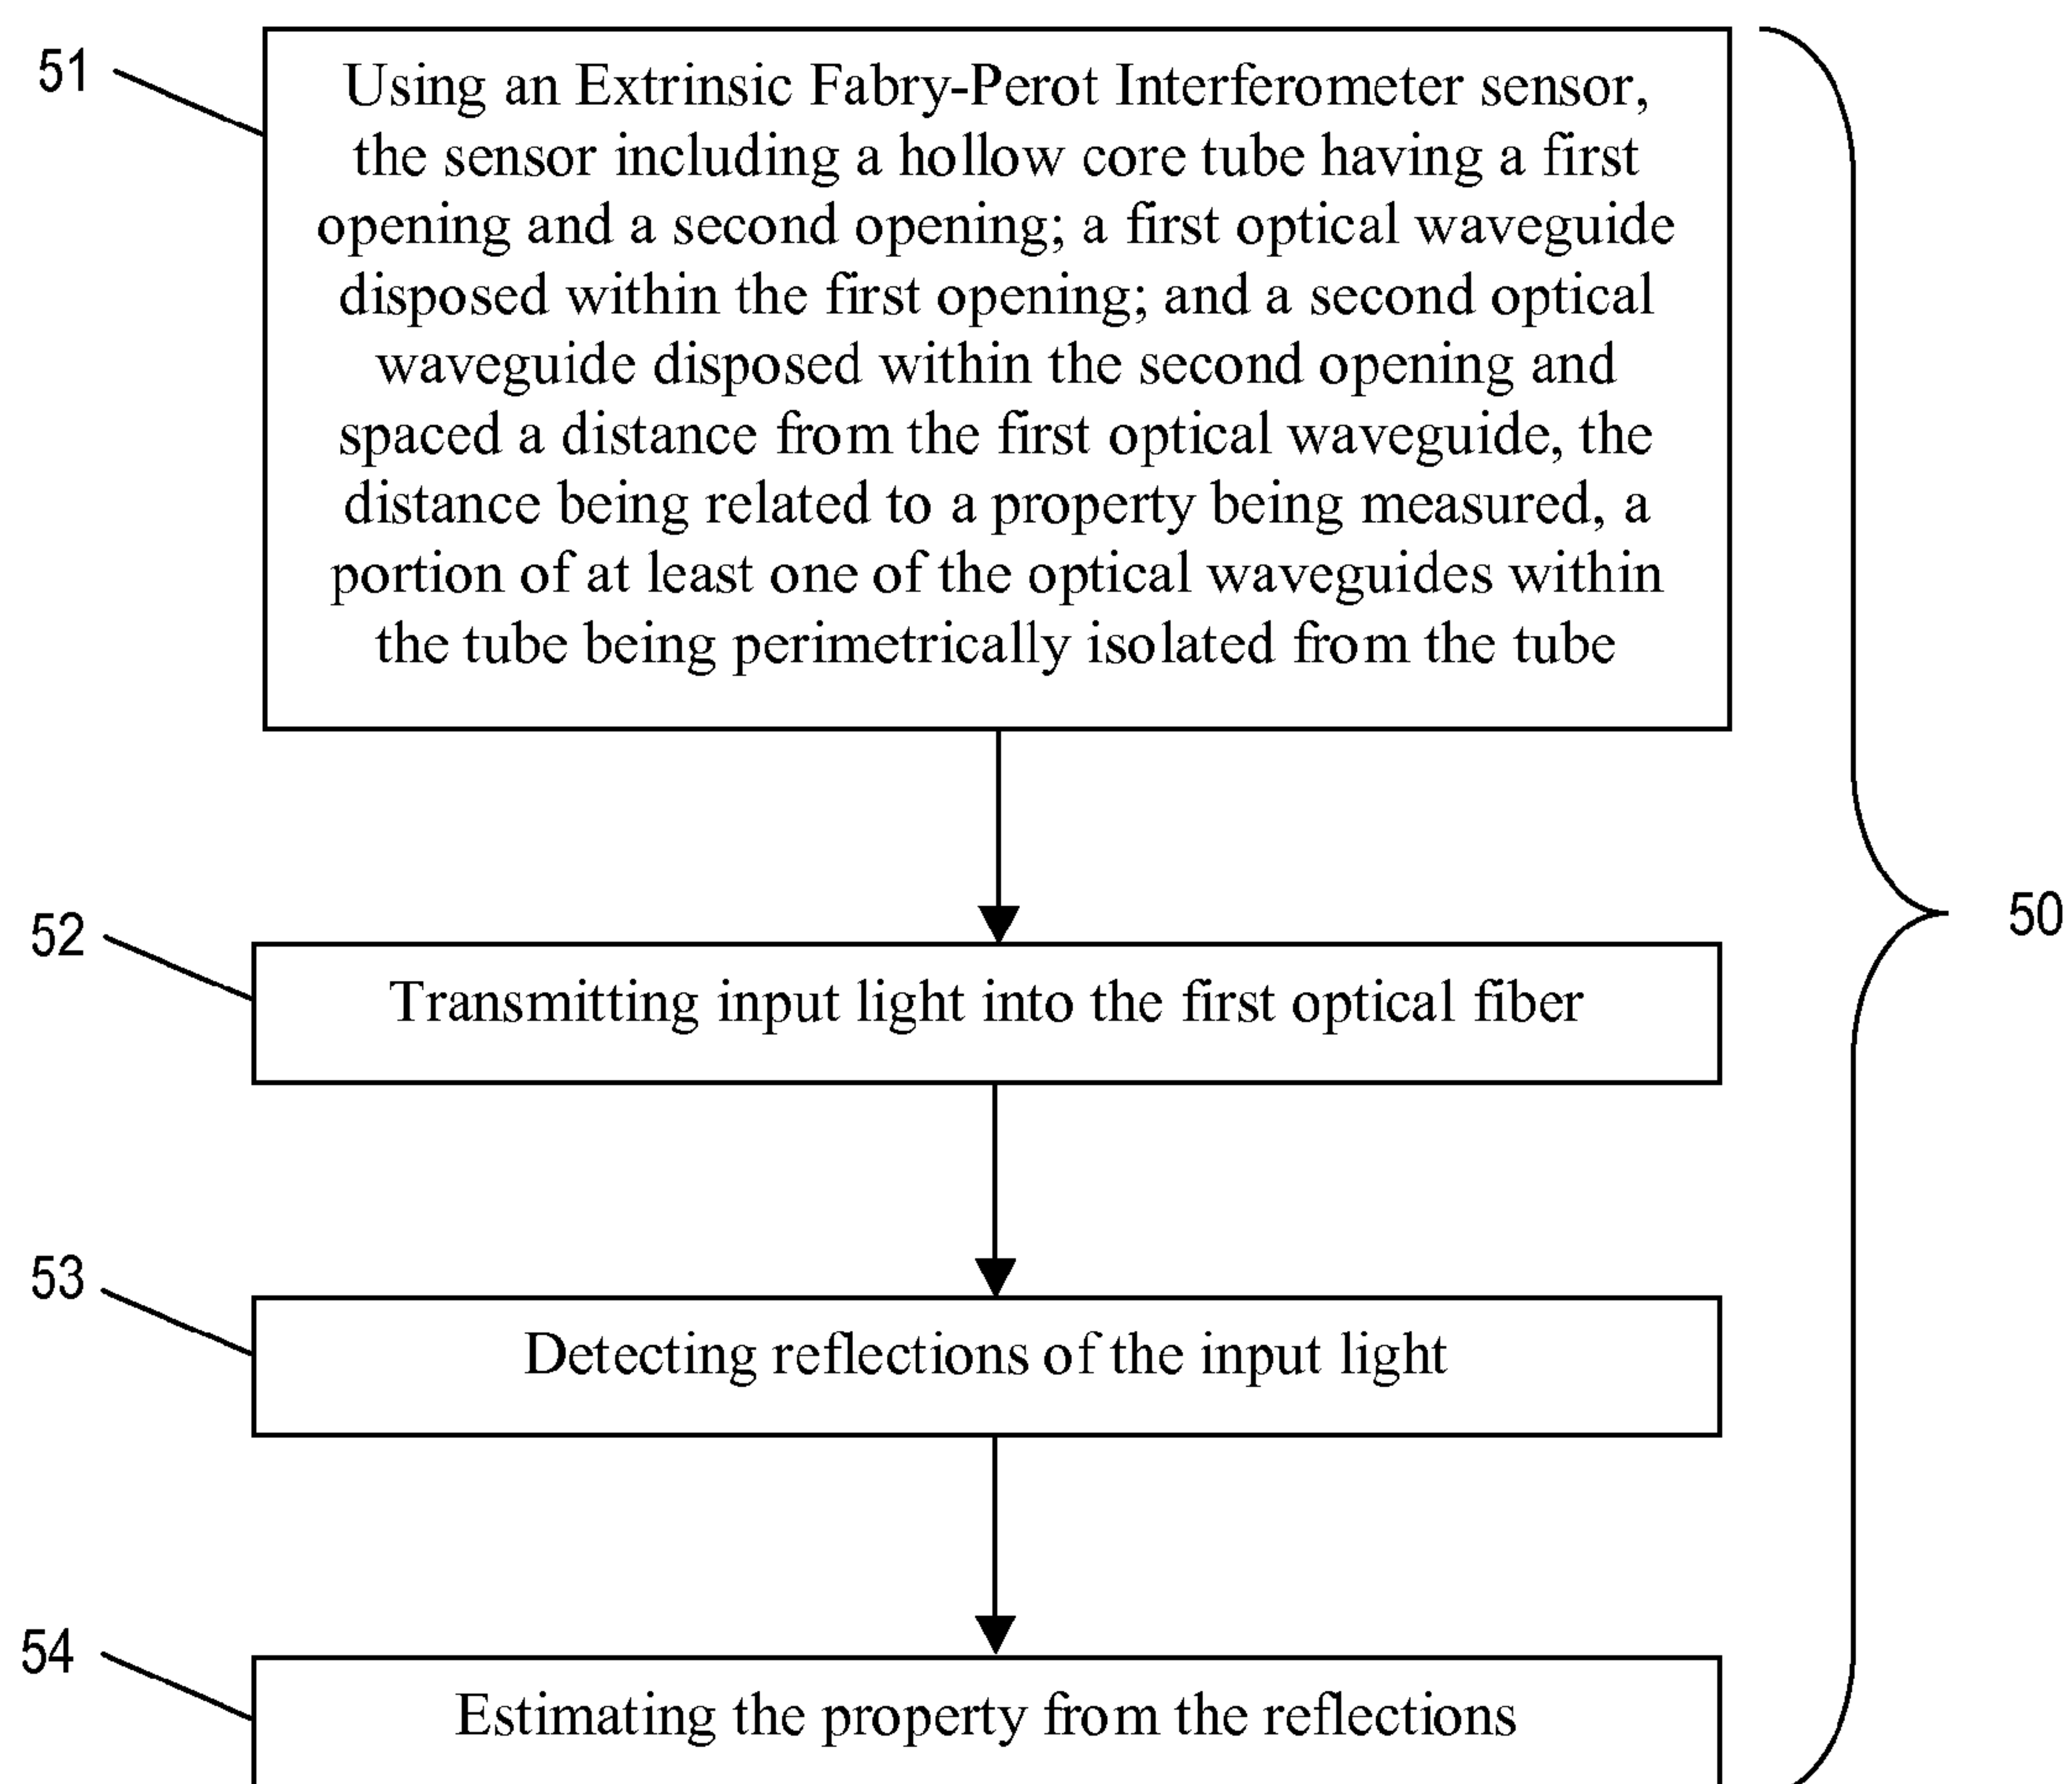 51
Using an Extrinsic Fabry-Perot Interferometer sensor,
the sensor including a hollow core tube having a first
opening and a second opening; a first optical waveguide
disposed within the first opening; and a second optical
waveguide disposed within the second opening and
spaced a distance from the first optical waveguide, the
distance being related to a property being measured, a
portion of at least one of the optical waveguides within
the tube being perimetrically isolated from the tube
52
Transmitting input light into the first optical fiber
50
53
Detecting reflections of the input light
54
Estimating the property from the reflections